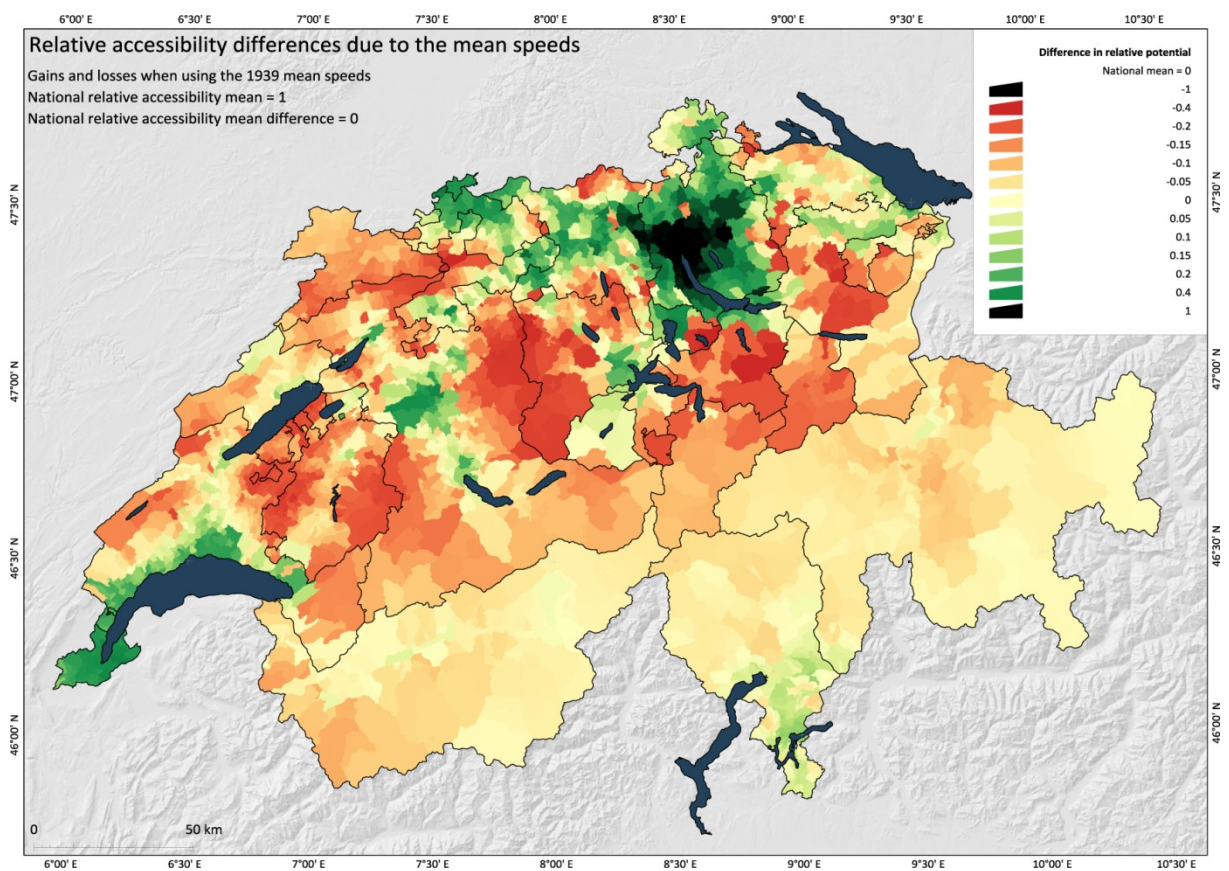 6°00' E 6°30' E 7°00' E 7°30' E 8°00' E 8°30' E 9°00' E 9°30' E 10°00' E 10°30' E
Relative accessibility differences due to the mean speeds
Gains and losses when using the 1939 mean speeds
National relative accessibility mean = 1
National relative accessibility mean difference = 0
Difference in relative potential
National mean = 0
-1
-0.4
-0.2
-0.15
-0.1
-0.05
0
0.05
0.1
0.15
0.2
0.4
1
47°30' N
47°30' N
47°00' N
47°00' N
46°30' N
46°30' N
46°00' N
46°00' N
0 50 km
6°00' E 6°30' E 7°00' E 7°30' E 8°00' E 8°30' E 9°00' E 9°30' E 10°00' E 10°30' E